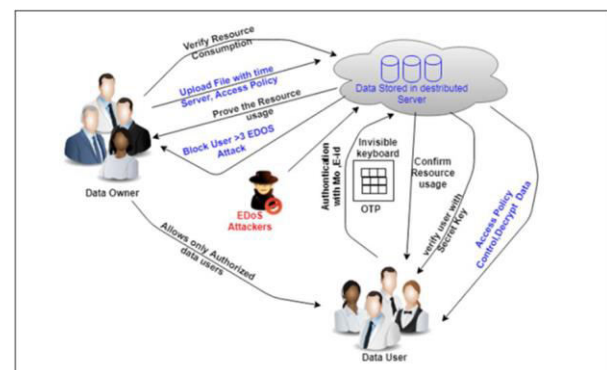 Verify Resource
Consumption
Upload File with time
Server, Access Policy
Prove the Resource
usage
Block User >3 EDOS
Attack
Data Stored in destributed
Server
Data Owner
EDoS
Attackers
Authontication
with Mo ,E-id
Invisible
keyboard
OTP
Confirm
Resource
usage
verify user with
Secret Key
Access Policy
Control,Decrypt Data
Allows only Authorized
data users
Data User